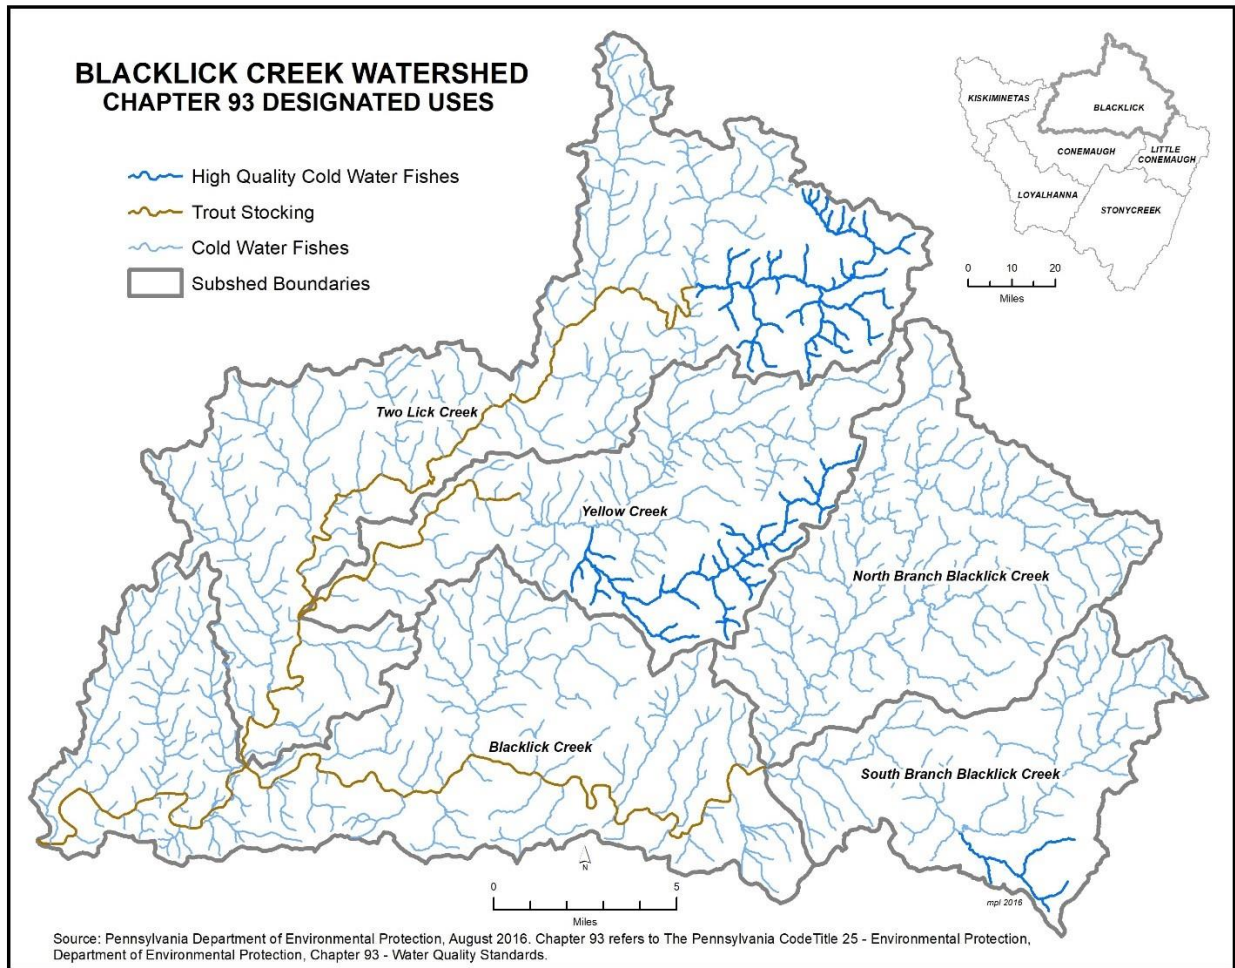 BLACKLICK CREEK WATERSHED
CHAPTER 93 DESIGNATED USES
High Quality Cold Water Fishes
Trout Stocking
Cold Water Fishes
Subshed Boundaries
KISKIMINETAS
BLACKLICK
CONEMAUGH
LITTLE
CONEMAUGH
LOYALHANNA
STONYCREEK
0 10 20
Miles
Two Lick Creek
Yellow Creek
North Branch Blacklick Creek
Blacklick Creek
South Branch Blacklick Creek
N
0 5
Miles
mpl 2016
Source: Pennsylvania Department of Environmental Protection, August 2016. Chapter 93 refers to The Pennsylvania CodeTitle 25 - Environmental Protection,
Department of Environmental Protection, Chapter 93 - Water Quality Standards.